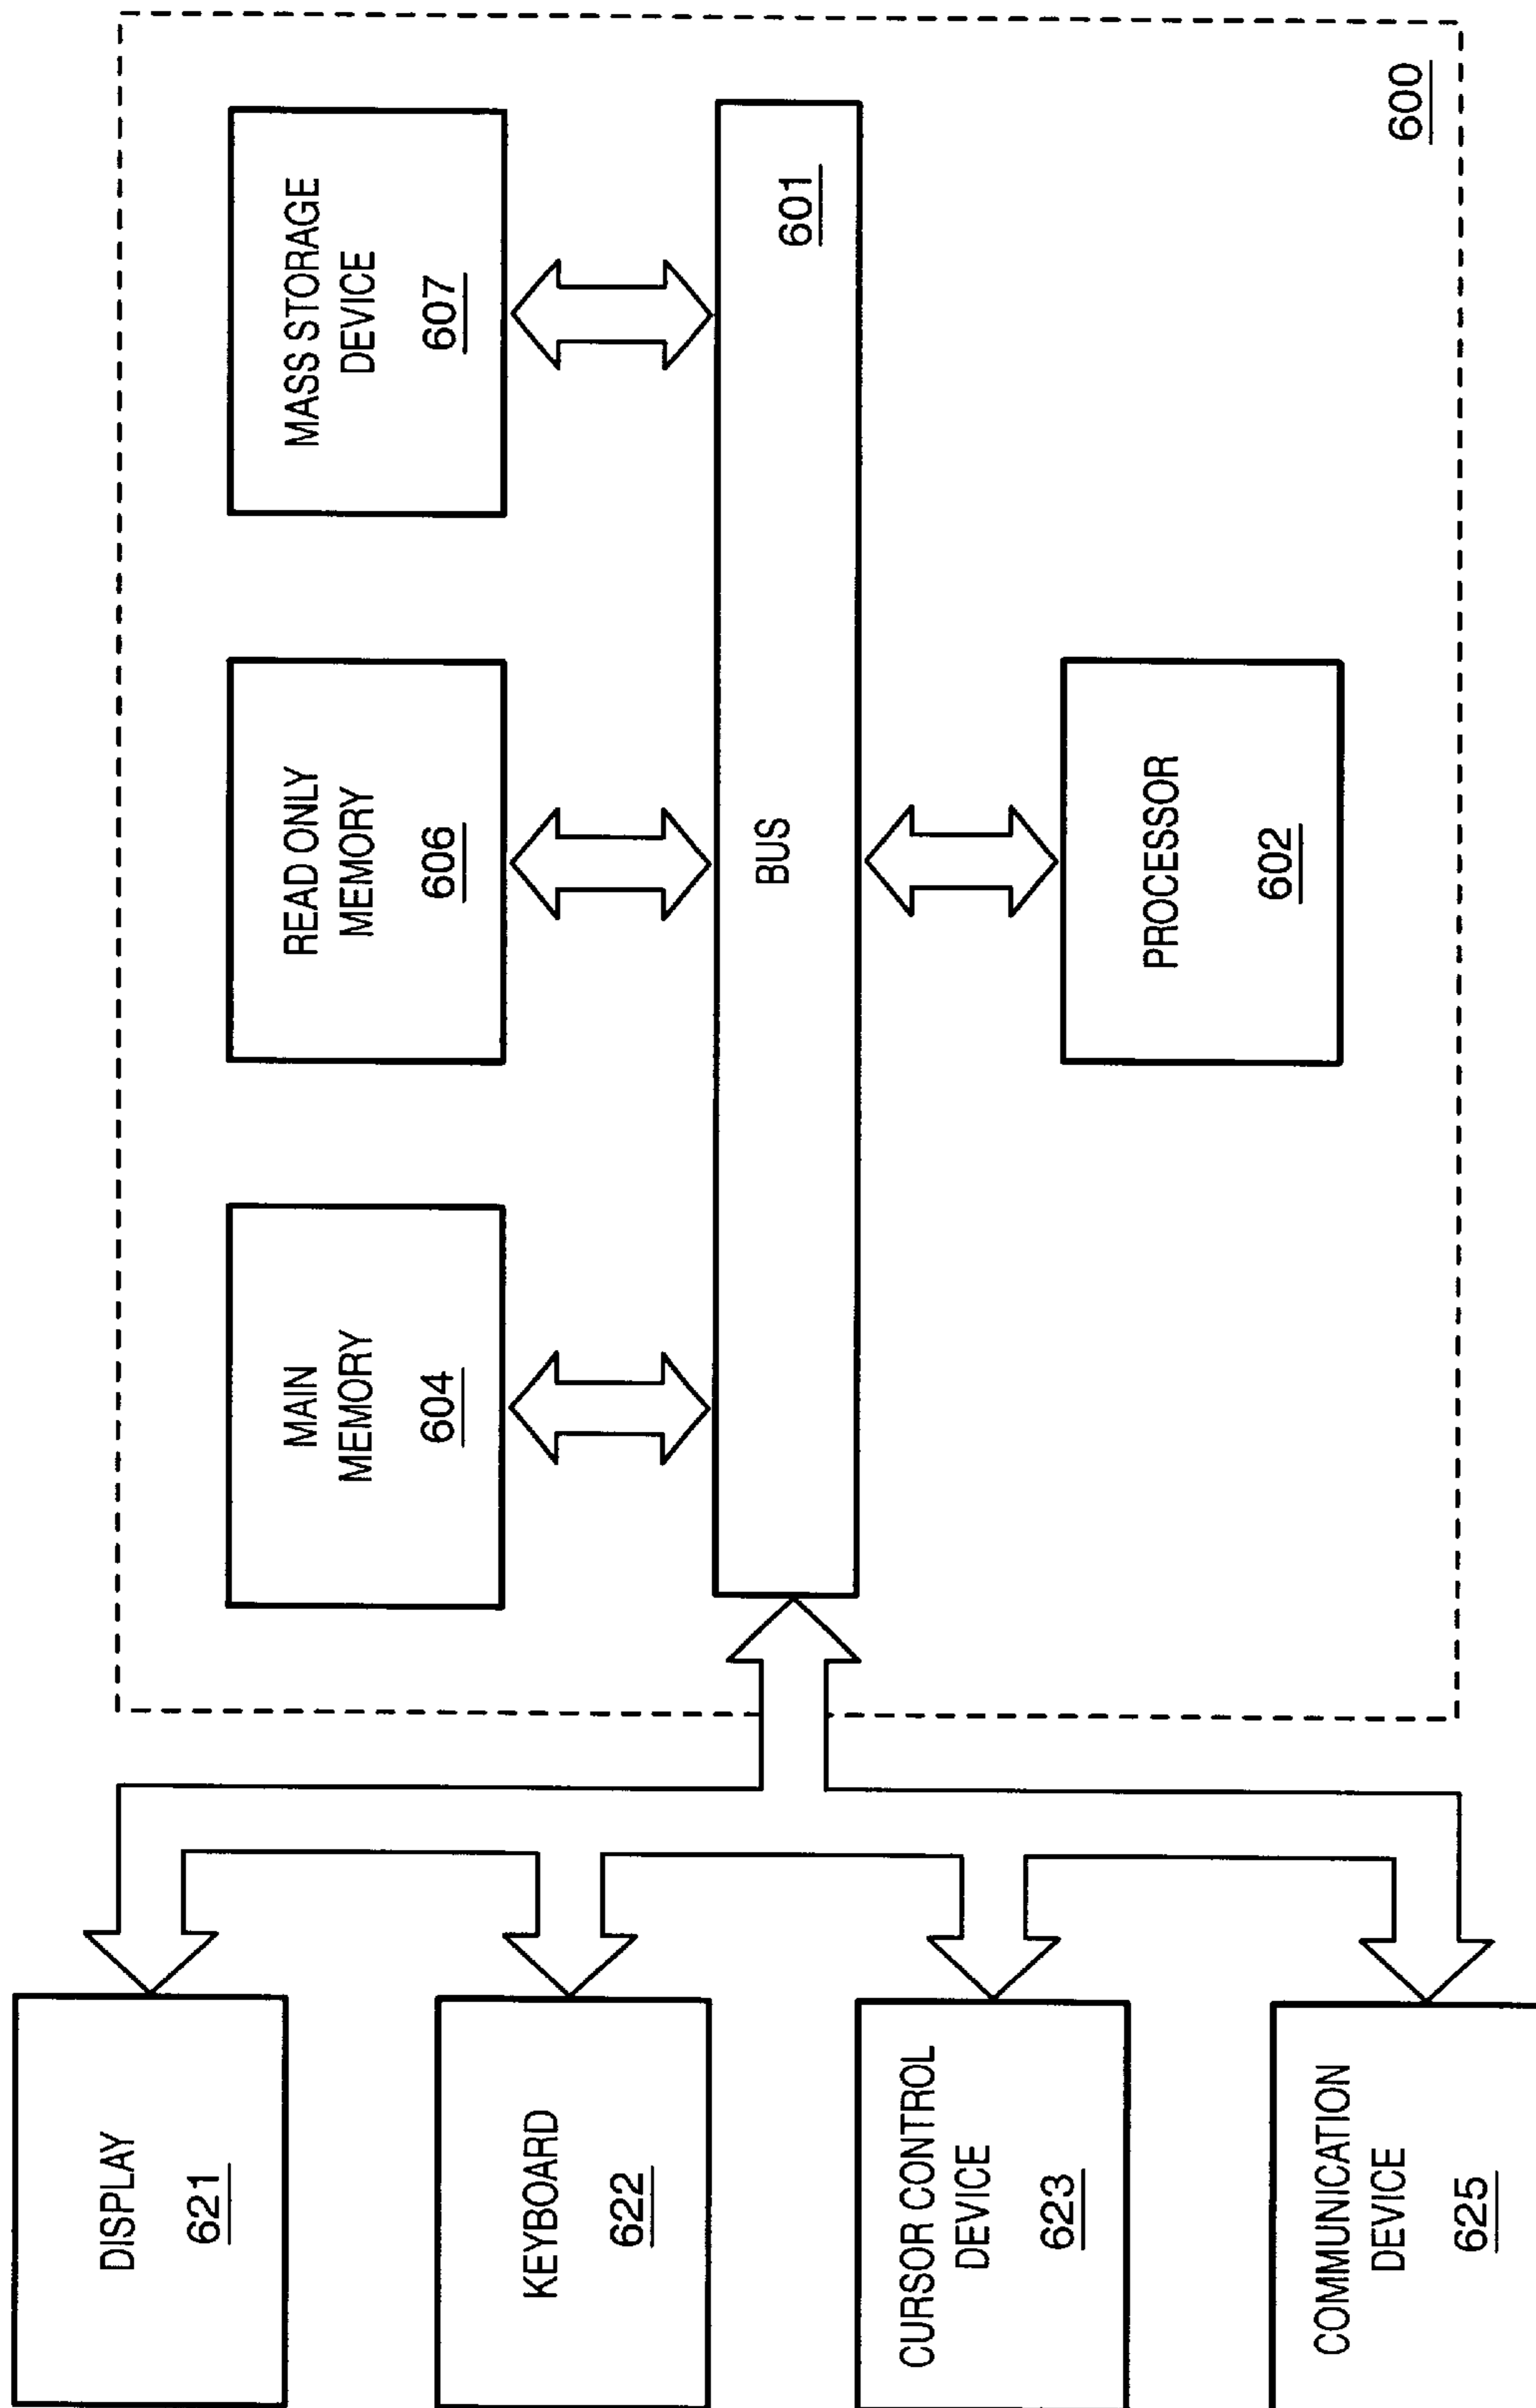 DISPLAY
621
KEYBOARD
622
CURSOR CONTROL
DEVICE
623
COMMUNICATION
DEVICE
625
MAIN
MEMORY
604
READ ONLY
MEMORY
606
MASS STORAGE
DEVICE
607
BUS
601
PROCESSOR
602
600